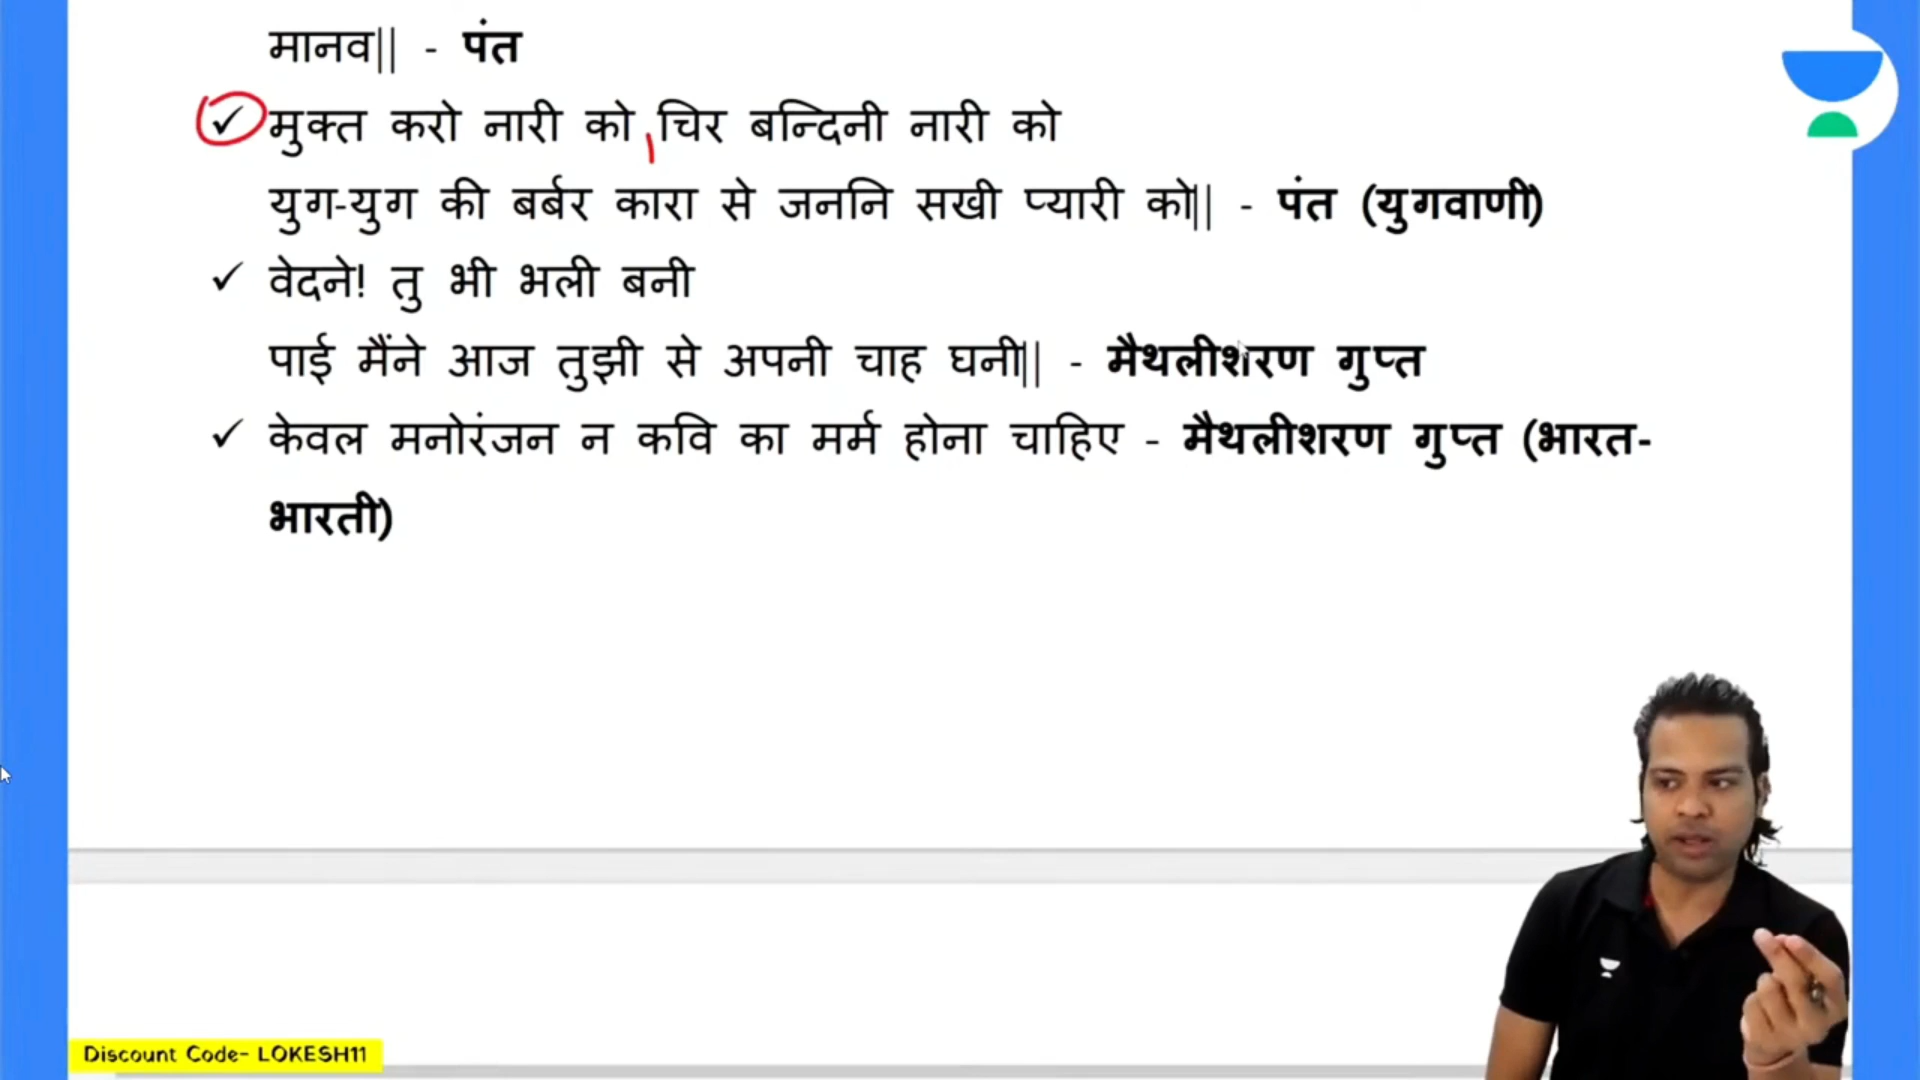 मानव|| - पंत
✓ मुक्त करो नारी को, चिर बन्दिनी नारी को
युग-युग की बर्बर कारा से जननि सखी प्यारी को|| - पंत (युगवाणी)
✓ वेदने! तु भी भली बनी
पाई मैंने आज तुझी से अपनी चाह घनी|| - मैथलीशरण गुप्त
✓ केवल मनोरंजन न कवि का मर्म होना चाहिए - मैथलीशरण गुप्त (भारत-
भारती)
Discount Code- LOKESH11